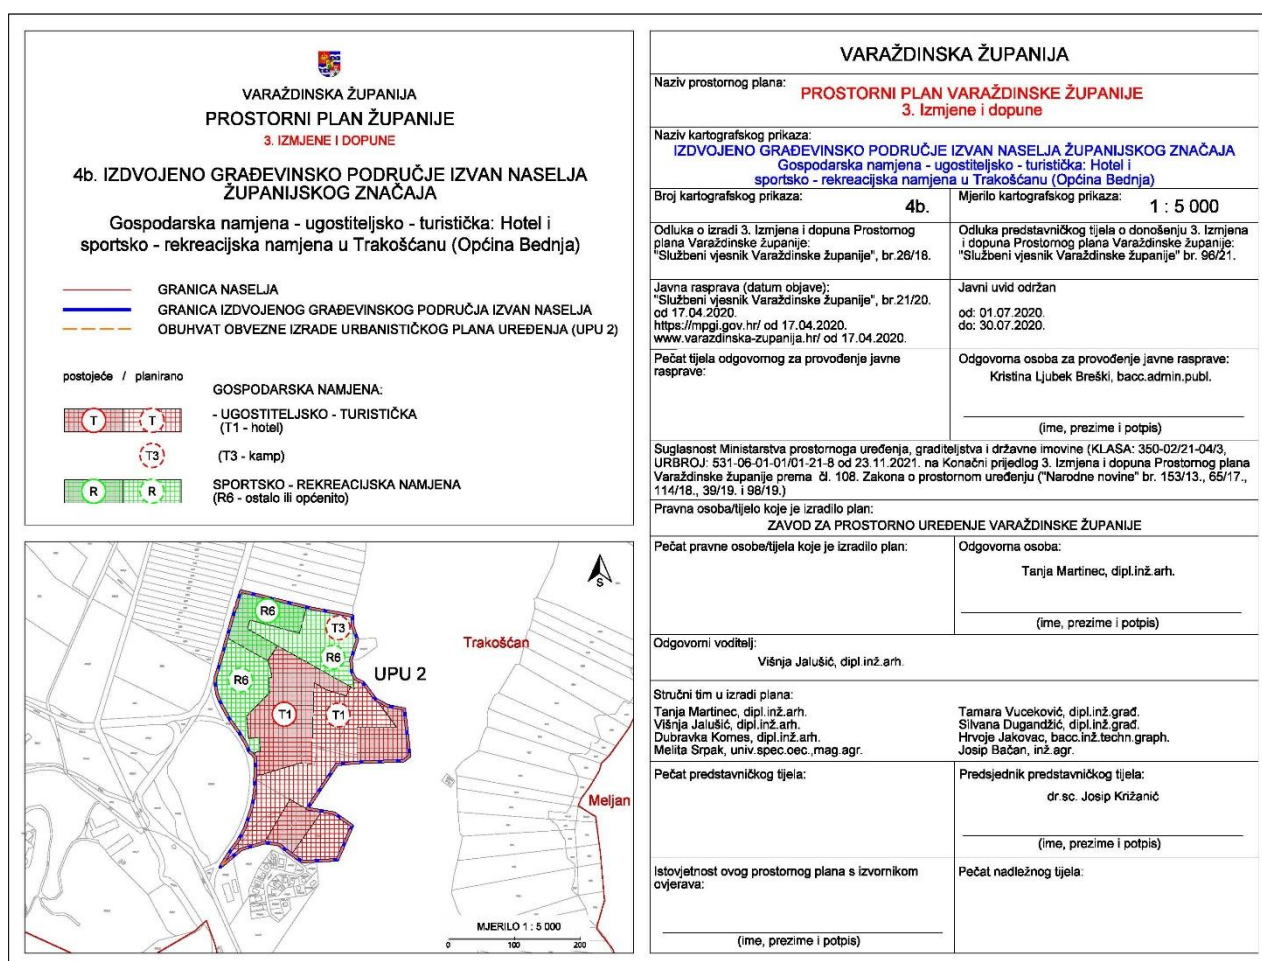 VARAŽDINSKA ŽUPANIJA
PROSTORNI PLAN ŽUPANIJE
3. IZMJENE I DOPUNE
4b. IZDVOJENO GRAĐEVINSKO PODRUČJE IZVAN NASELJA
ŽUPANIJSKOG ZNAČAJA
Gospodarska namjena - ugostiteljsko - turistička: Hotel i
sportsko - rekreacijska namjena u Trakošćanu (Općina Bednja)
GRANICA NASELJA
GRANICA IZDVOJENOG GRAĐEVINSKOG PODRUČJA IZVAN NASELJA
OBUHVAT OBVEZNE IZRADE URBANISTIČKOG PLANA UREĐENJA (UPU 2)
postojeće / planirano
GOSPODARSKA NAMJENA:
T T
- UGOSTITELJSKO - TURISTIČKA
(T1 - hotel)
T3
(T3 - kamp)
R R
SPORTSKO - REKREACIJSKA NAMJENA
(R6 - ostalo ili općenito)
S
R6
T3
R6
R6
T1
T1
UPU 2
Trakošćan
Meljan
MJERILO 1 : 5 000
0 100 200
VARAŽDINSKA ŽUPANIJA
Naziv prostornog plana:
PROSTORNI PLAN VARAŽDINSKE ŽUPANIJE
3. Izmjene i dopune
Naziv kartografskog prikaza:
IZDVOJENO GRAĐEVINSKO PODRUČJE IZVAN NASELJA ŽUPANIJSKOG ZNAČAJA
Gospodarska namjena - ugostiteljsko - turistička: Hotel i
sportsko - rekreacijska namjena u Trakošćanu (Općina Bednja)
Broj kartografskog prikaza:
4b.
Mjerilo kartografskog prikaza:
1 : 5 000
Odluka o izradi 3. Izmjena i dopuna Prostornog
plana Varaždinske županije:
"Službeni vjesnik Varaždinske županije", br.26/18.
Odluka predstavničkog tijela o donošenju 3. Izmjena
i dopuna Prostornog plana Varaždinske županije:
"Službeni vjesnik Varaždinske županije" br. 96/21.
Javna rasprava (datum objave):
"Službeni vjesnik Varaždinske županije", br.21/20.
od 17.04.2020.
https://mpgi.gov.hr/ od 17.04.2020.
www.varazdinska-zupanija.hr/ od 17.04.2020.
Javni uvid održan
od: 01.07.2020.
do: 30.07.2020.
Pečat tijela odgovornog za provođenje javne
rasprave:
Odgovorna osoba za provođenje javne rasprave:
Kristina Ljubek Breški, bacc.admin.publ.
(ime, prezime i potpis)
Suglasnost Ministarstva prostornoga uređenja, graditeljstva i državne imovine (KLASA: 350-02/21-04/3,
URBROJ: 531-06-01-01/01-21-8 od 23.11.2021. na Konačni prijedlog 3. Izmjena i dopuna Prostornog plana
Varaždinske županije prema čl. 108. Zakona o prostornom uređenju ("Narodne novine" br. 153/13., 65/17.,
114/18., 39/19. i 98/19.)
Pravna osoba/tijelo koje je izradilo plan:
ZAVOD ZA PROSTORNO UREĐENJE VARAŽDINSKE ŽUPANIJE
Pečat pravne osobe/tijela koje je izradilo plan:
Odgovorna osoba:
Tanja Martinec, dipl.inž.arh.
(ime, prezime i potpis)
Odgovorni voditelj:
Višnja Jalušić, dipl.inž.arh.
Stručni tim u izradi plana:
Tanja Martinec, dipl.inž.arh.
Višnja Jalušić, dipl.inž.arh.
Dubravka Komes, dipl.inž.arh.
Melita Srpak, univ.spec.oec.,mag.agr.
Tamara Vuceković, dipl.inž.građ.
Silvana Dugandžić, dipl.inž.građ.
Hrvoje Jakovac, bacc.inž.techn.graph.
Josip Bačan, inž.agr.
Pečat predstavničkog tijela:
Predsjednik predstavničkog tijela:
dr.sc. Josip Križanić
(ime, prezime i potpis)
Istovjetnost ovog prostornog plana s izvornikom
ovjerava:
(ime, prezime i potpis)
Pečat nadležnog tijela: